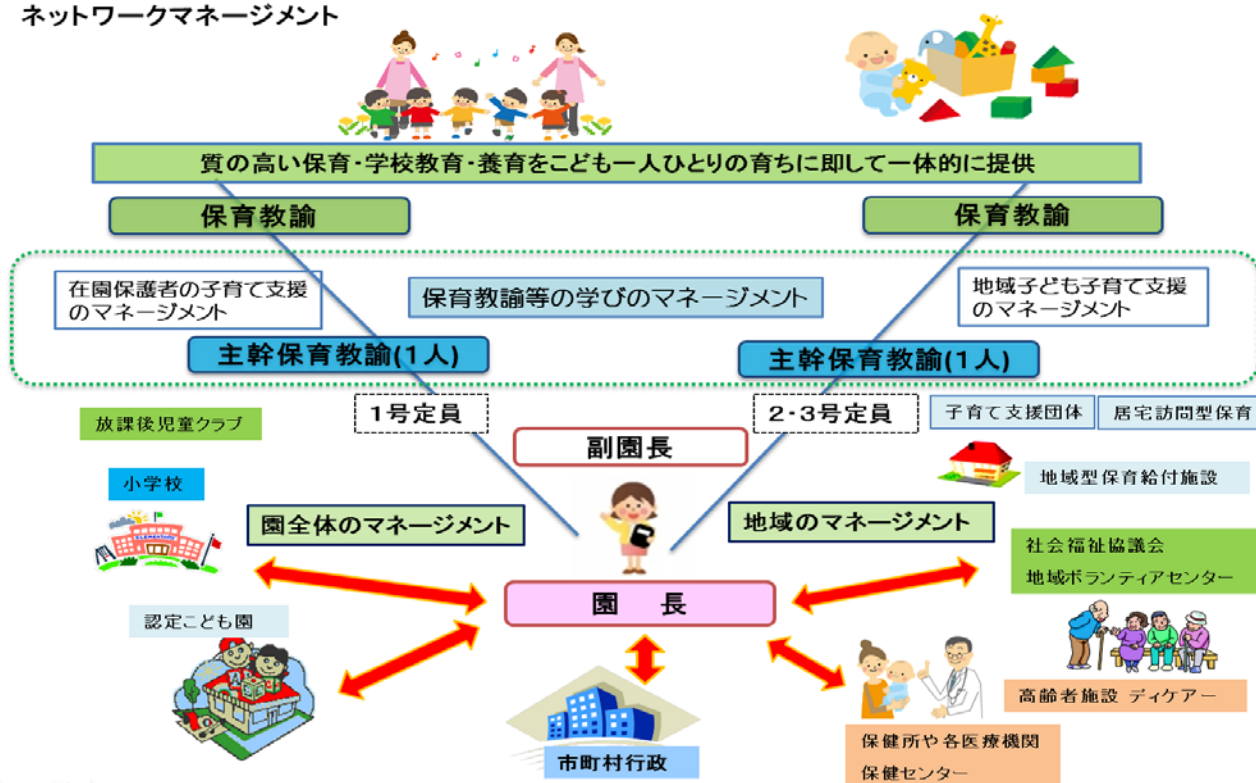 ネットワークマネージメント
質の高い保育・学校教育・養育をこども一人ひとりの育ちに即して一体的に提供
保育教諭
保育教諭
在園保護者の子育て支援
のマネージメント
保育教諭等の学びのマネージメント
地域子ども子育て支援
のマネージメント
主幹保育教諭(1人)
主幹保育教諭(1人)
1号定員
2・3号定員
放課後児童クラブ
副園長
子育て支援団体
居宅訪問型保育
小学校
地域型保育給付施設
園全体のマネージメント
地域のマネージメント
社会福祉協議会
地域ボランティアセンター
園 長
認定こども園
高齢者施設 ディケアー
市町村行政
保健所や各医療機関
保健センター